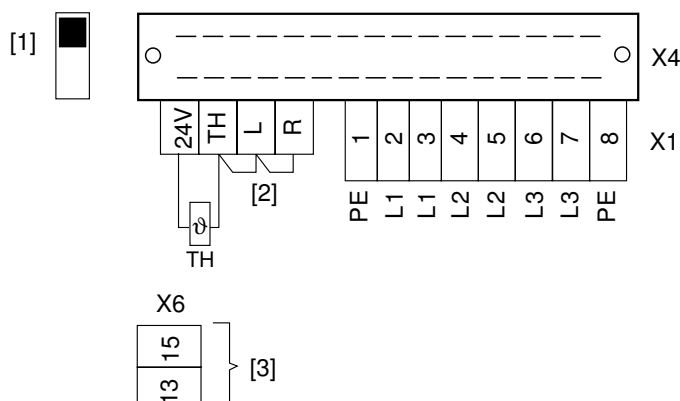 [1]
X4
24V TH L R 1 2 3 4 5 6 7 8 X1
[2]
PE L1 L1 L2 L2 L3 L3 PE
ϑ
TH
X6
15
[3]
13